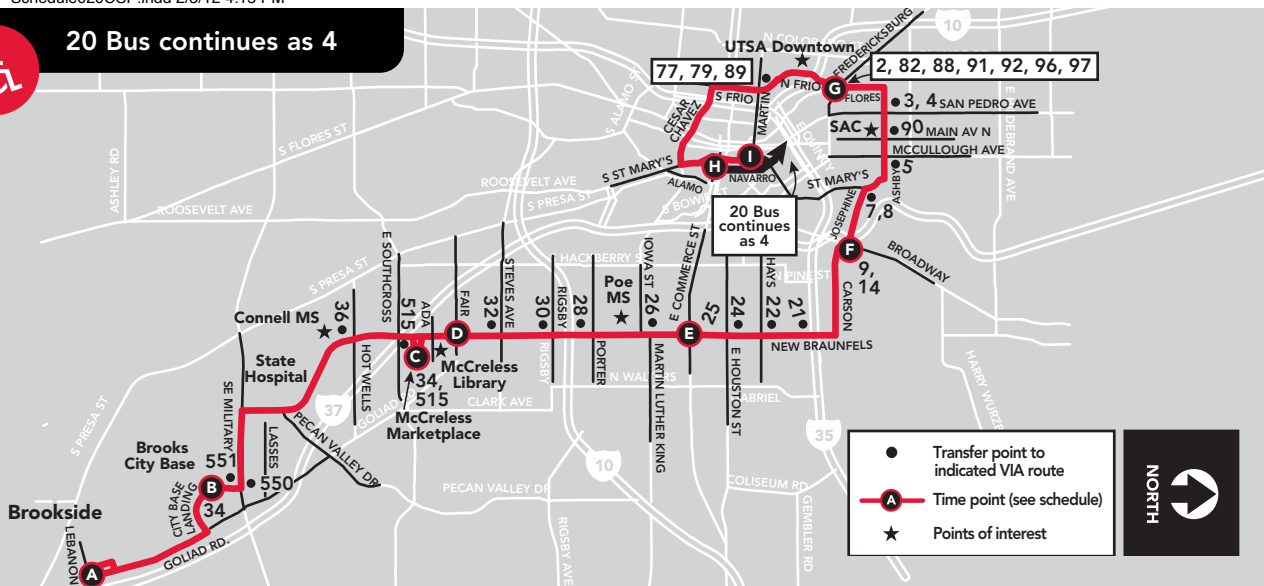 20 Bus continues as 4
UTSA Downtown
77, 79, 89
2, 82, 88, 91, 92, 96, 97
FREDERICKSBURG
10
S FRIO
N FRIO
MARTIN
CESAR
CHAVEZ
G
FLORES
3, 4 SAN PEDRO AVE
SAC
90 MAIN AV N
MCCULLOUGH AVE
5
ASHBY
S ALAMO ST
S FLORES ST
ASHLEY RD
S ST MARY'S
H
I
NAVARRO
ALAMO
ST MARY'S
ROOSEVELT AVE
S PRESA ST
ROOSEVELT AVE
20 Bus
continues
as 4
JOSEPHINE
7,8
F
BROADWAY
9,
14
CARSON
S PRESA ST
E SOUTHCROSS
HACKBERRY S
N PINE ST
IOWA ST
E COMMERCE ST
HAYS
STEVES AVE
FAIR
ADA
Connell MS
36
515
D
32
30
RIGSBY
28
Poe
MS
26
E
25
24
22
21
NEW BRAUNFELS
State
Hospital
HOT WELLS
C
McCreless
Library
34,
515
McCreless
Marketplace
RIGSBY
PORTER
N WALTERS
MARTIN LUTHER KING
E HOUSTON ST
CLARK AVE
37
S PRESA ST
SE MILITARY
LASSES
PECAN VALLEY DR
HARRY WURZB
35
Brooks
City Base
551
550
B
34
CITY BASE
LANDING
10
PECAN VALLEY DR
COLISEUM RD
GEMBLER RD
RIGSBY AVE
Brookside
LEBANON
A
GOLIAD RD.
Transfer point to
indicated VIA route
A
Time point (see schedule)
Points of interest
NORTH